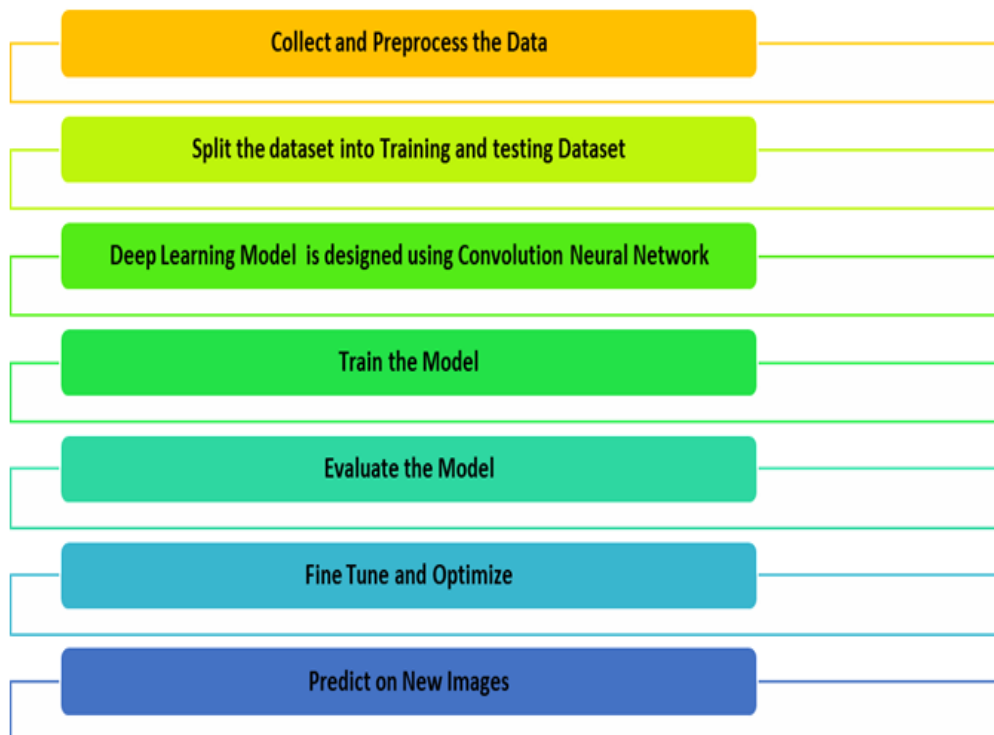 Collect and Preprocess the Data
Split the dataset into Training and testing Dataset
Deep Learning Model is designed using Convolution Neural Network
Train the Model
Evaluate the Model
Fine Tune and Optimize
Predict on New Images